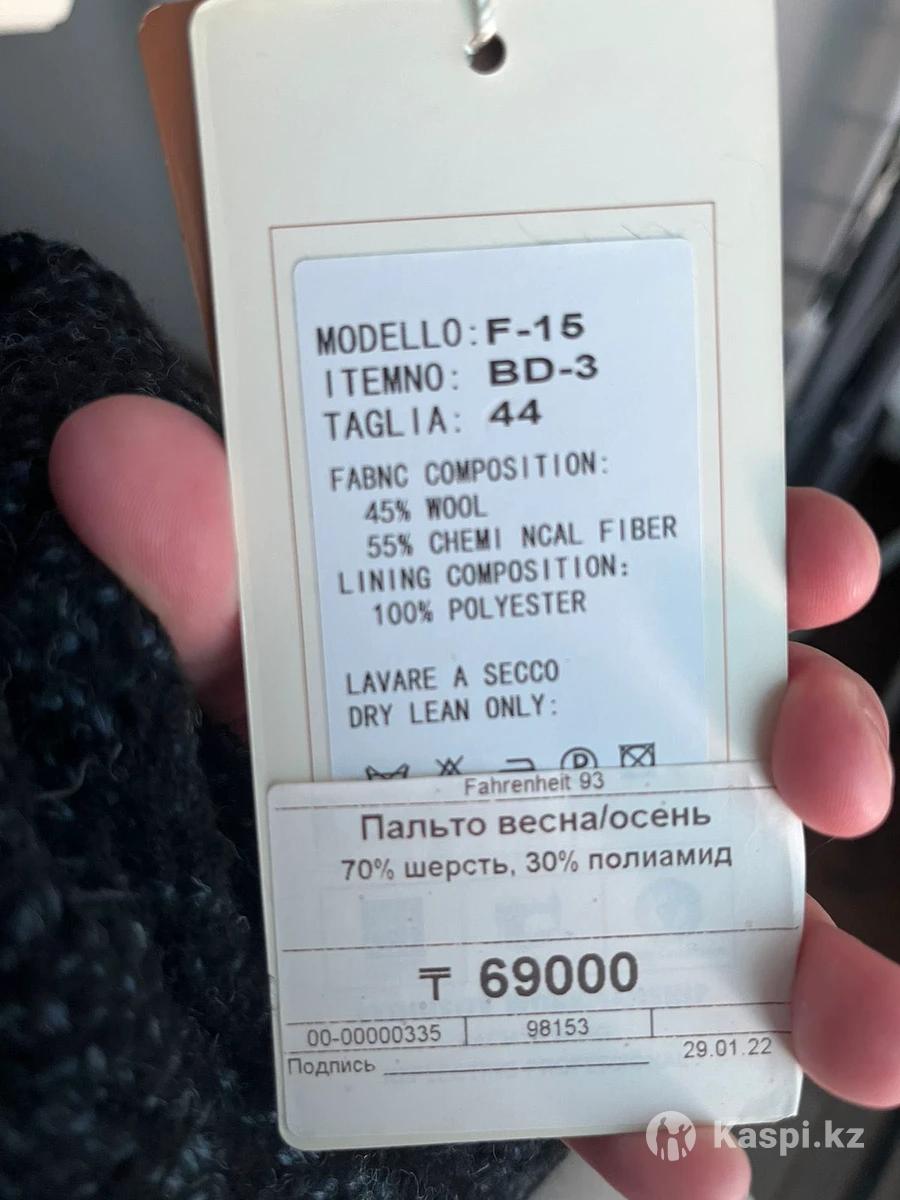 MODELLO: F-15
ITEMNO: BD-3
TAGLIA: 44
FABNC COMPOSITION:
45% WOOL
55% CHEMI NCAL FIBER
LINING COMPOSITION:
100% POLYESTER
LAVARE A SECCO
DRY LEAN ONLY:
P
Fahrenheit 93
Пальто весна/осень
70% шерсть, 30% полиамид
₸ 69000
00-00000335 98153
29.01.22
Подпись
Kaspi.kz